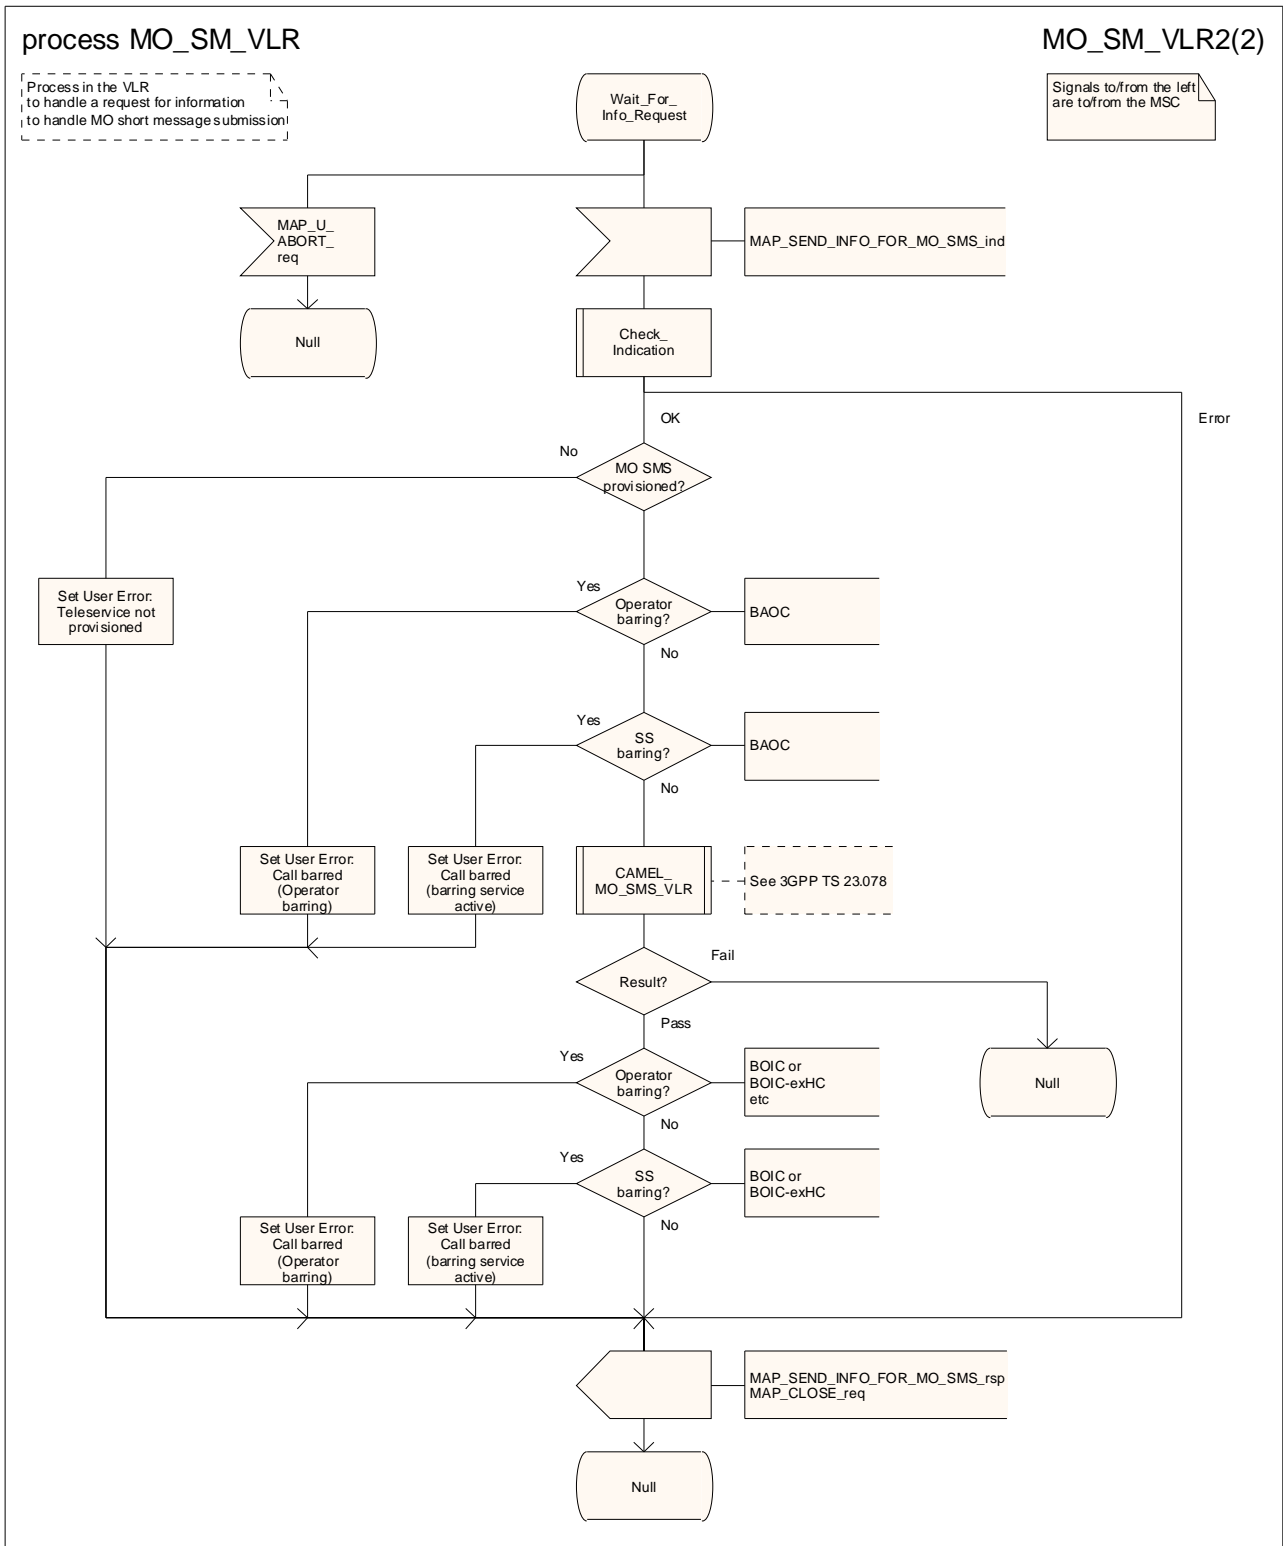 process MO_SM_VLR
MO_SM_VLR2(2)
Process in the VLR
to handle a request for information
to handle MO short message submission
Wait_For_
Info_Request
Signals to/from the left
are to/from the MSC
MAP_U_
ABORT_
req
MAP_SEND_INFO_FOR_MO_SMS_ind
Null
Check_
Indication
OK
Error
No
MO SMS
provisioned?
Set User Error:
Teleservice not
provisioned
Yes
Operator
barring?
BAOC
No
Yes
SS
barring?
BAOC
No
Set User Error:
Call barred
(Operator
barring)
Set User Error:
Call barred
(barring service
active)
CAMEL_
MO_SMS_VLR
See 3GPP TS 23.078
Result?
Fail
Pass
Yes
Operator
barring?
BOIC or
BOIC-exHC
etc
Null
No
Yes
SS
barring?
BOIC or
BOIC-exHC
No
Set User Error:
Call barred
(Operator
barring)
Set User Error:
Call barred
(barring service
active)
MAP_SEND_INFO_FOR_MO_SMS_rsp
MAP_CLOSE_req
Null